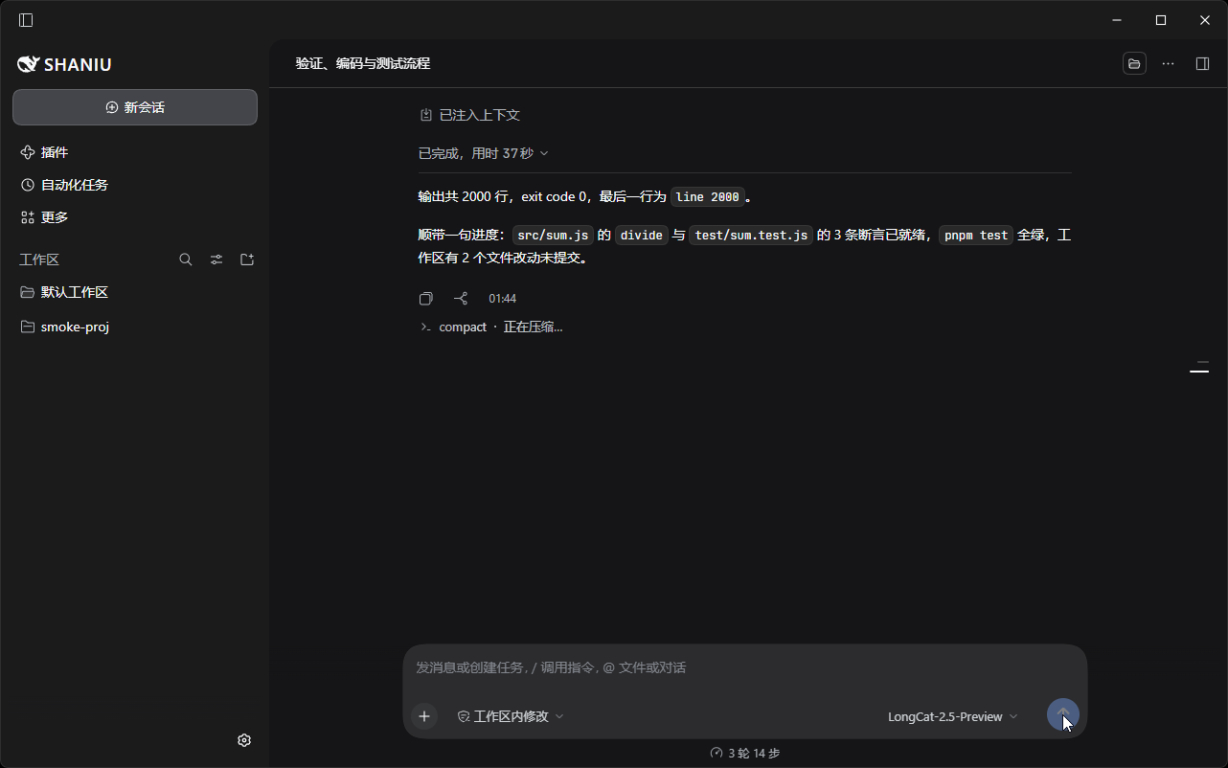 SHANIU
新会话
插件
自动化任务
更多
工作区
默认工作区
smoke-proj
验证、编码与测试流程
已注入上下文
已完成，用时 37秒
输出共 2000 行，exit code 0，最后一行为 line 2000 。
顺带一句进度： src/sum.js 的 divide 与 test/sum.test.js 的 3 条断言已就绪， pnpm test 全绿，工
作区有 2 个文件改动未提交。
01:44
compact · 正在压缩...
发消息或创建任务, / 调用指令, @ 文件或对话
工作区内修改
LongCat-2.5-Preview
3 轮 14 步